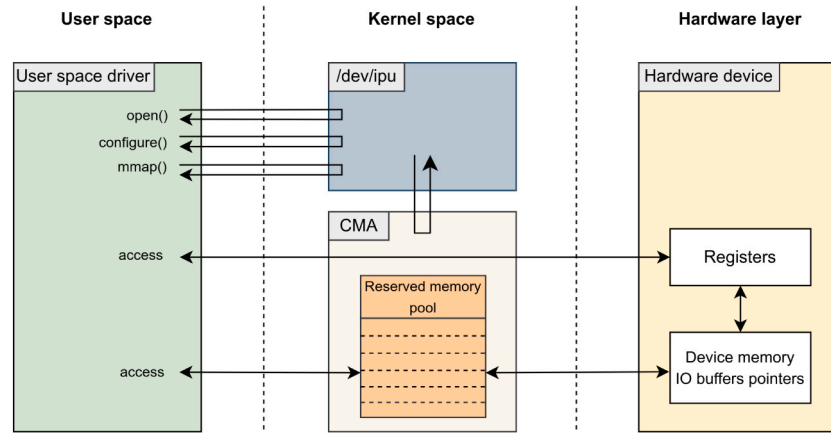 User space
Kernel space
Hardware layer
User space driver
/dev/ipu
Hardware device
open()
configure()
mmap()
CMA
access
Registers
Reserved memory
pool
access
Device memory
IO buffers pointers